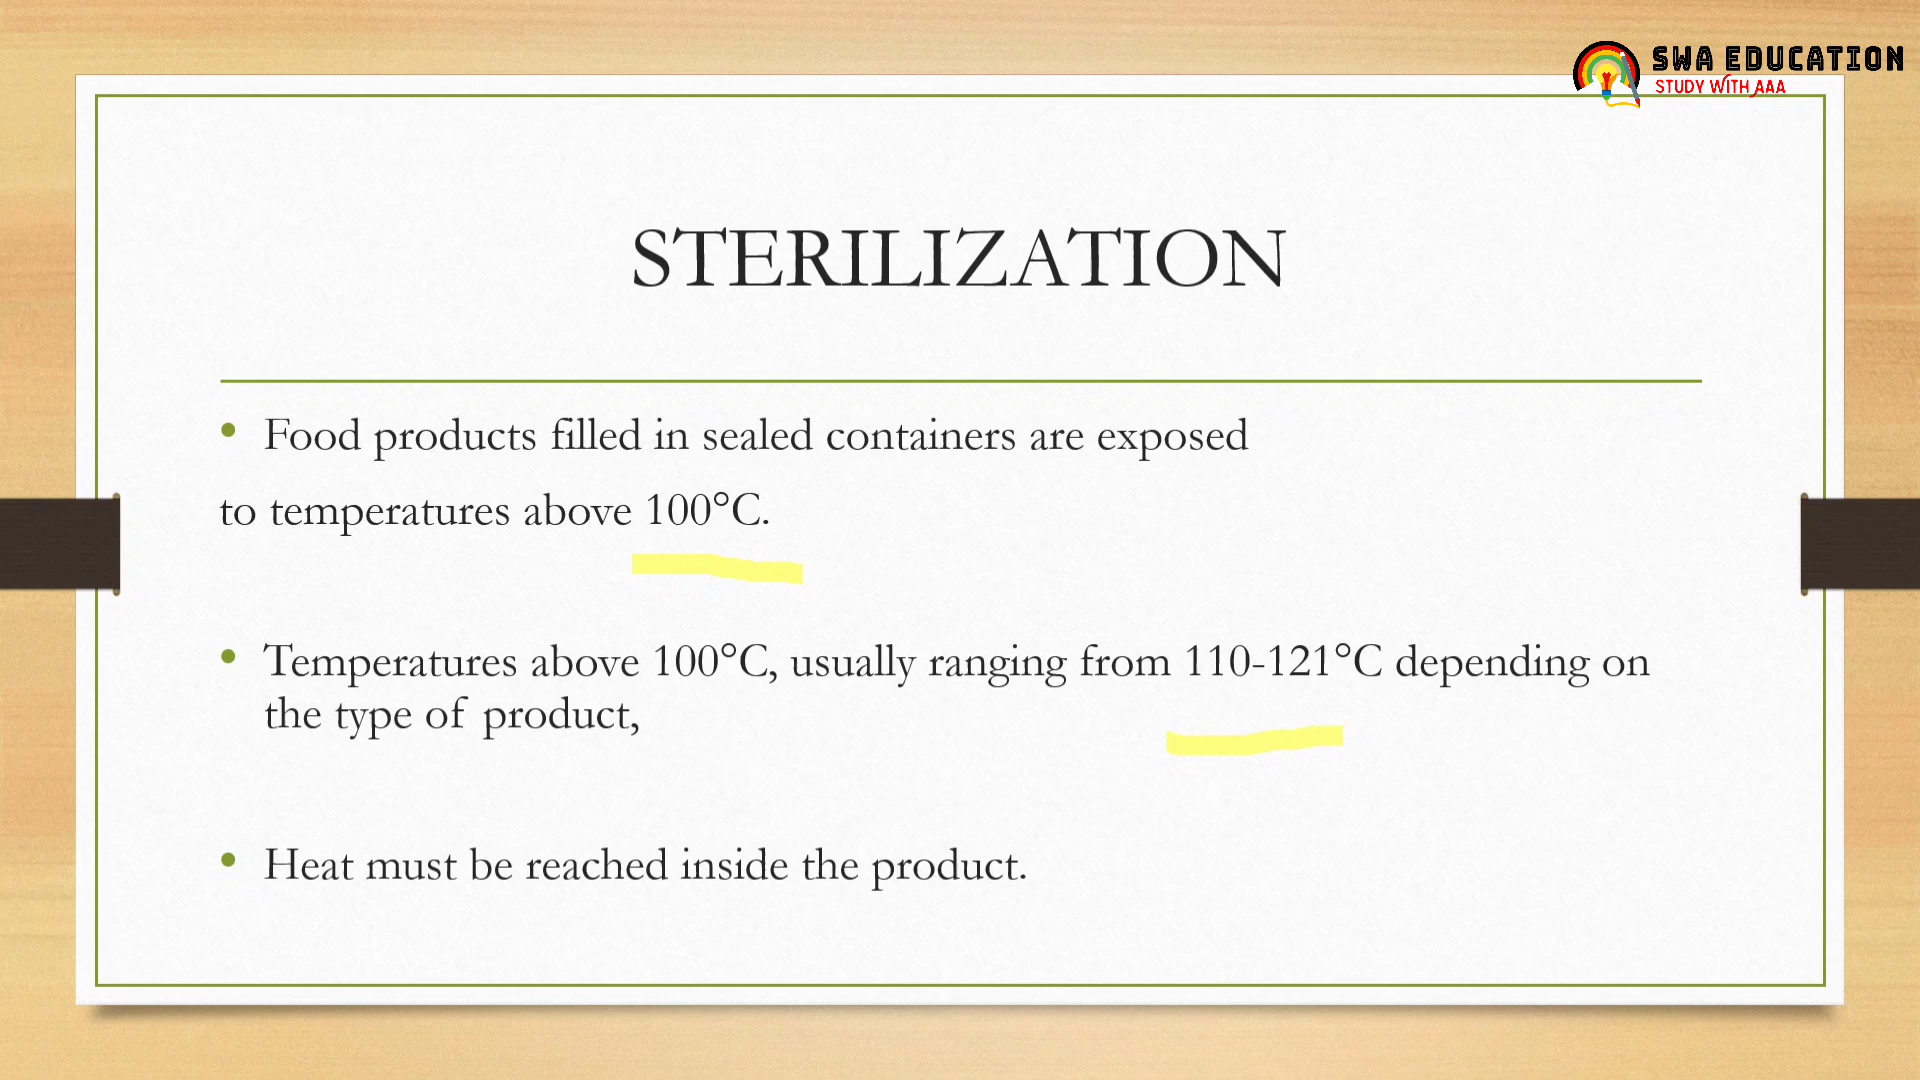 SWA EDUCATION
STUDY WITH AAA
STERILIZATION
• Food products filled in sealed containers are exposed
to temperatures above 100°C.
• Temperatures above 100°C, usually ranging from 110-121°C depending on
the type of product,
• Heat must be reached inside the product.